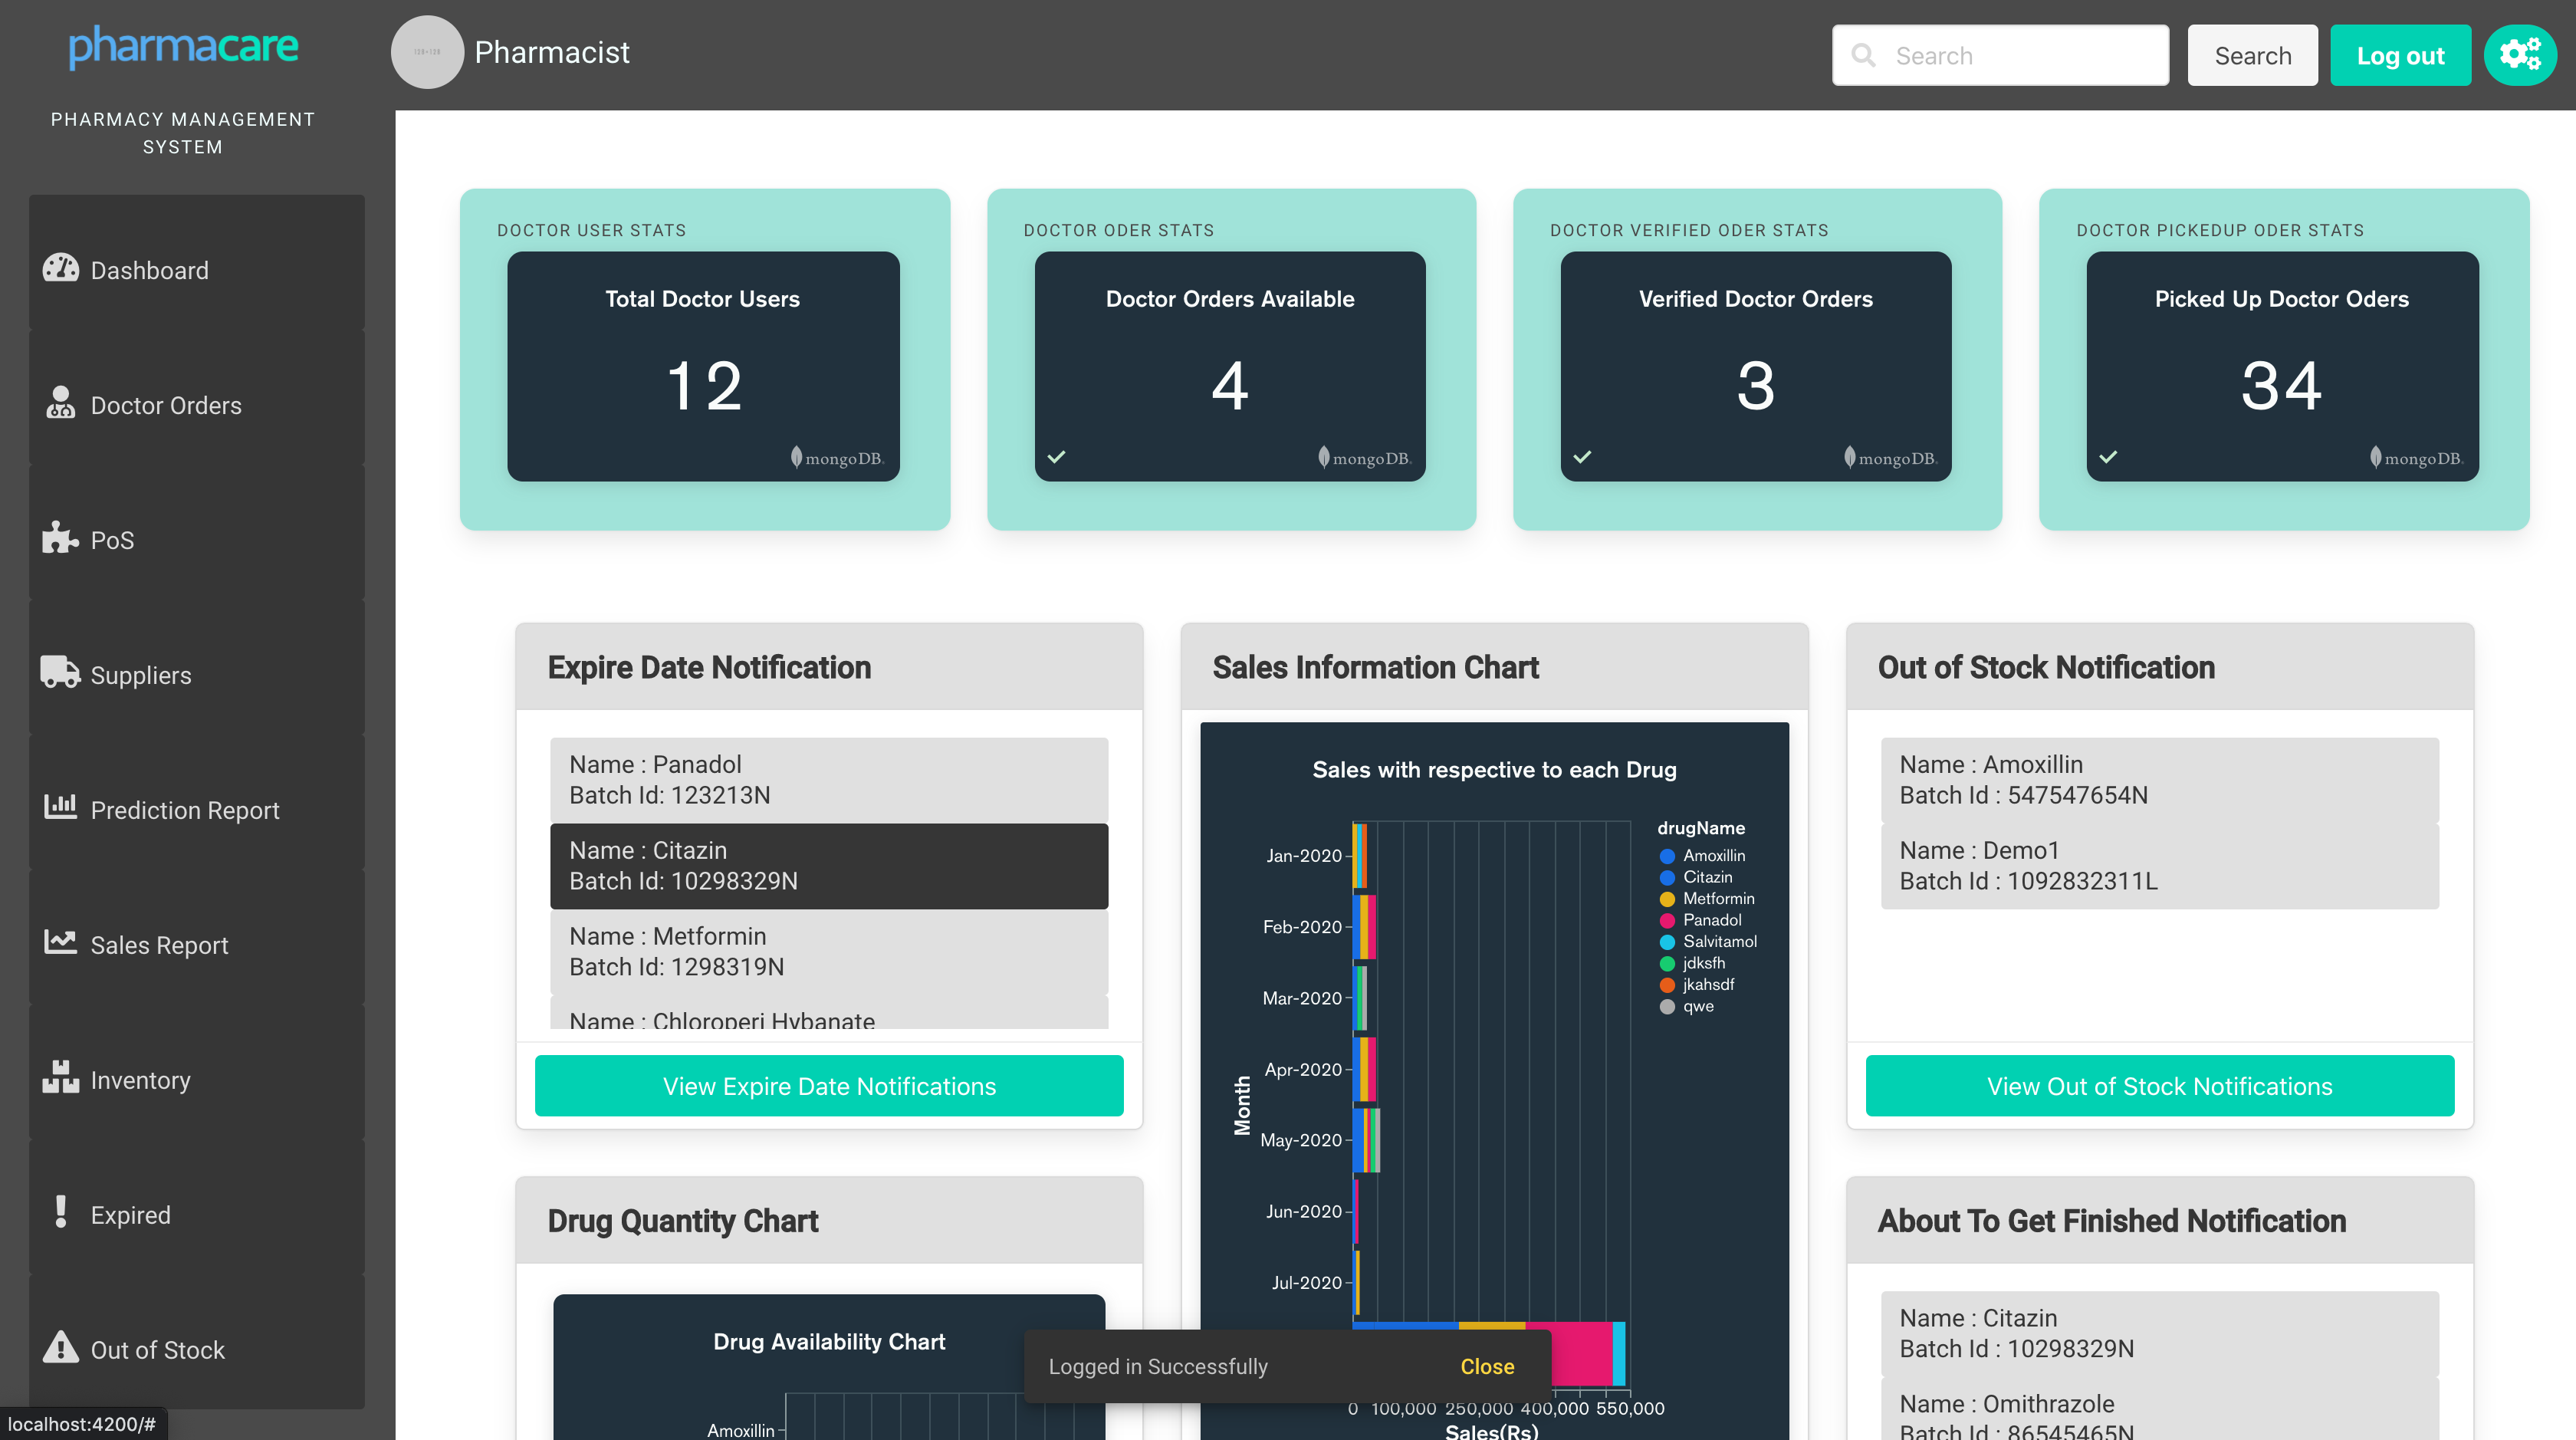 pharmacare
PHARMACY MANAGEMENT
SYSTEM
Pharmacist
Search
Search
Log out
Dashboard
Doctor Orders
PoS
Suppliers
Prediction Report
Sales Report
Inventory
Expired
Out of Stock
localhost:4200/#
DOCTOR USER STATS
Total Doctor Users
12
mongoDB.
DOCTOR ODER STATS
Doctor Orders Available
4
mongoDB.
DOCTOR VERIFIED ODER STATS
Verified Doctor Orders
3
mongoDB.
DOCTOR PICKEDUP ODER STATS
Picked Up Doctor Oders
34
mongoDB.
Expire Date Notification
Name : Panadol
Batch Id: 123213N
Name : Citazin
Batch Id: 10298329N
Name : Metformin
Batch Id: 1298319N
Name : Chloroperi Hybanate
View Expire Date Notifications
Drug Quantity Chart
Drug Availability Chart
Amoxillin
Sales Information Chart
Sales with respective to each Drug
Month
Jan-2020
Feb-2020
Mar-2020
Apr-2020
May-2020
Jun-2020
Jul-2020
drugName
Amoxillin
Citazin
Metformin
Panadol
Salvitamol
jdksfh
jkahsdf
qwe
0 100,000 250,000 400,000 550,000
Sales(Rs)
Logged in Successfully
Close
Out of Stock Notification
Name : Amoxillin
Batch Id : 547547654N
Name : Demo1
Batch Id : 1092832311L
View Out of Stock Notifications
About To Get Finished Notification
Name : Citazin
Batch Id : 10298329N
Name : Omithrazole
Batch Id : 86545465N